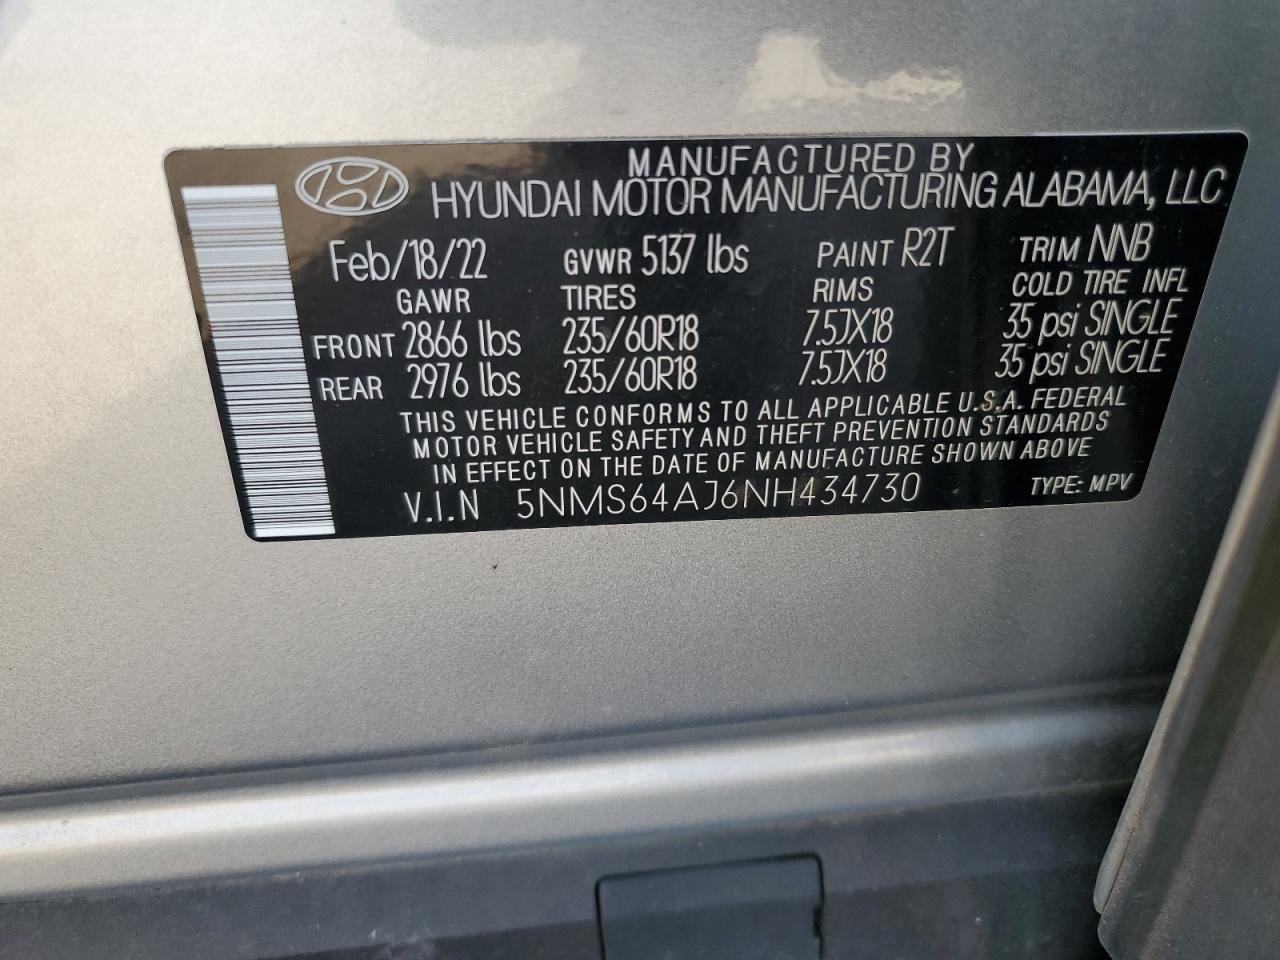 MANUFACTURED BY
HYUNDAI MOTOR MANUFACTURING ALABAMA, LLC
Feb/18/22 GVWR 5137 lbs PAINT R2T TRIM NNB
GAWR TIRES RIMS COLD TIRE INFL
FRONT 2866 lbs 235/60R18 7.5JX18 35 psi SINGLE
REAR 2976 lbs 235/60R18 7.5JX18 35 psi SINGLE
THIS VEHICLE CONFORMS TO ALL APPLICABLE U.S.A. FEDERAL
MOTOR VEHICLE SAFETY AND THEFT PREVENTION STANDARDS
IN EFFECT ON THE DATE OF MANUFACTURE SHOWN ABOVE
V.I.N 5NMS64AJ6NH434730 TYPE: MPV